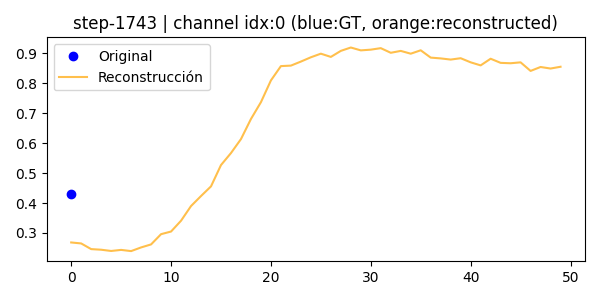 step-1743 | channel idx:0 (blue:GT, orange:reconstructed)
Original
Reconstrucción
0.9
0.8
0.7
0.6
0.5
0.4
0.3
0 10 20 30 40 50